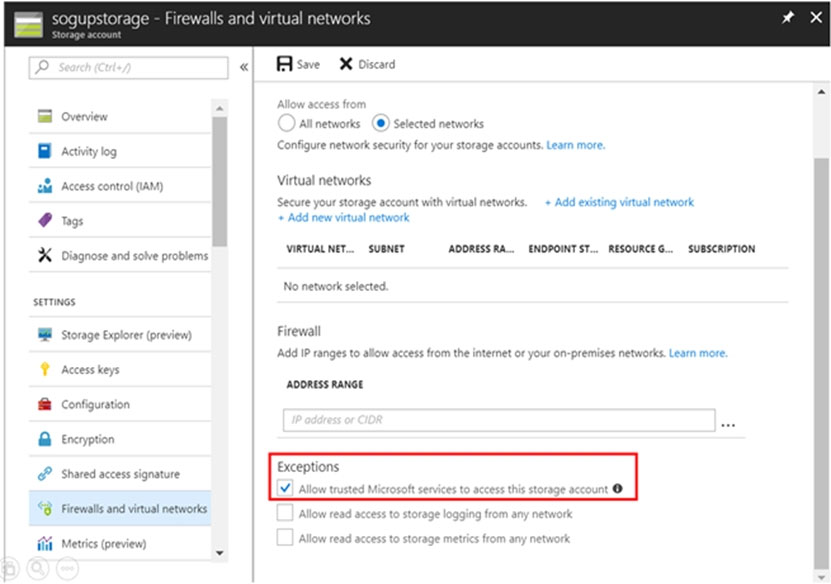 sogupstorage - Firewalls and virtual networks
Storage account
Search (Ctrl+/)
«
Overview
Activity log
Access control (IAM)
Tags
Diagnose and solve problems
SETTINGS
Storage Explorer (preview)
Access keys
Configuration
Encryption
Shared access signature
Firewalls and virtual networks
Metrics (preview)
Save Discard
Allow access from
All networks Selected networks
Configure network security for your storage accounts. Learn more.
Virtual networks
Secure your storage account with virtual networks. + Add existing virtual network
+ Add new virtual network
VIRTUAL NET... SUBNET ADDRESS RA... ENDPOINT ST... RESOURCE G... SUBSCRIPTION
No network selected.
Firewall
Add IP ranges to allow access from the internet or your on-premises networks. Learn more.
ADDRESS RANGE
IP address or CIDR
...
Exceptions
Allow trusted Microsoft services to access this storage account
Allow read access to storage logging from any network
Allow read access to storage metrics from any network